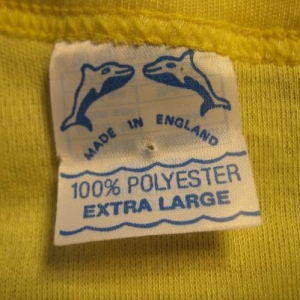 MADE IN ENGLAND
100% POLYESTER
EXTRA LARGE